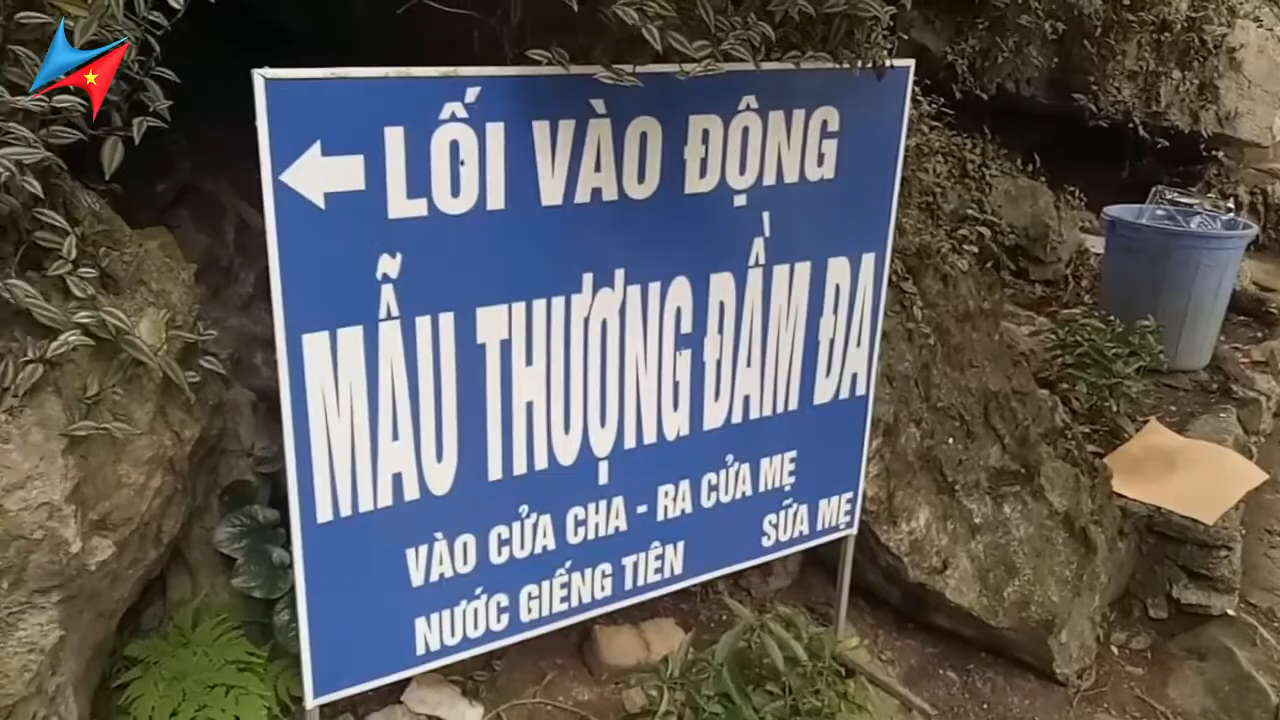 LỐI VÀO ĐỘNG
MẪU THƯỢNG ĐẦM ĐA
VÀO CỬA CHA - RA CỬA MẸ
NƯỚC GIẾNG TIÊN SỮA MẸ